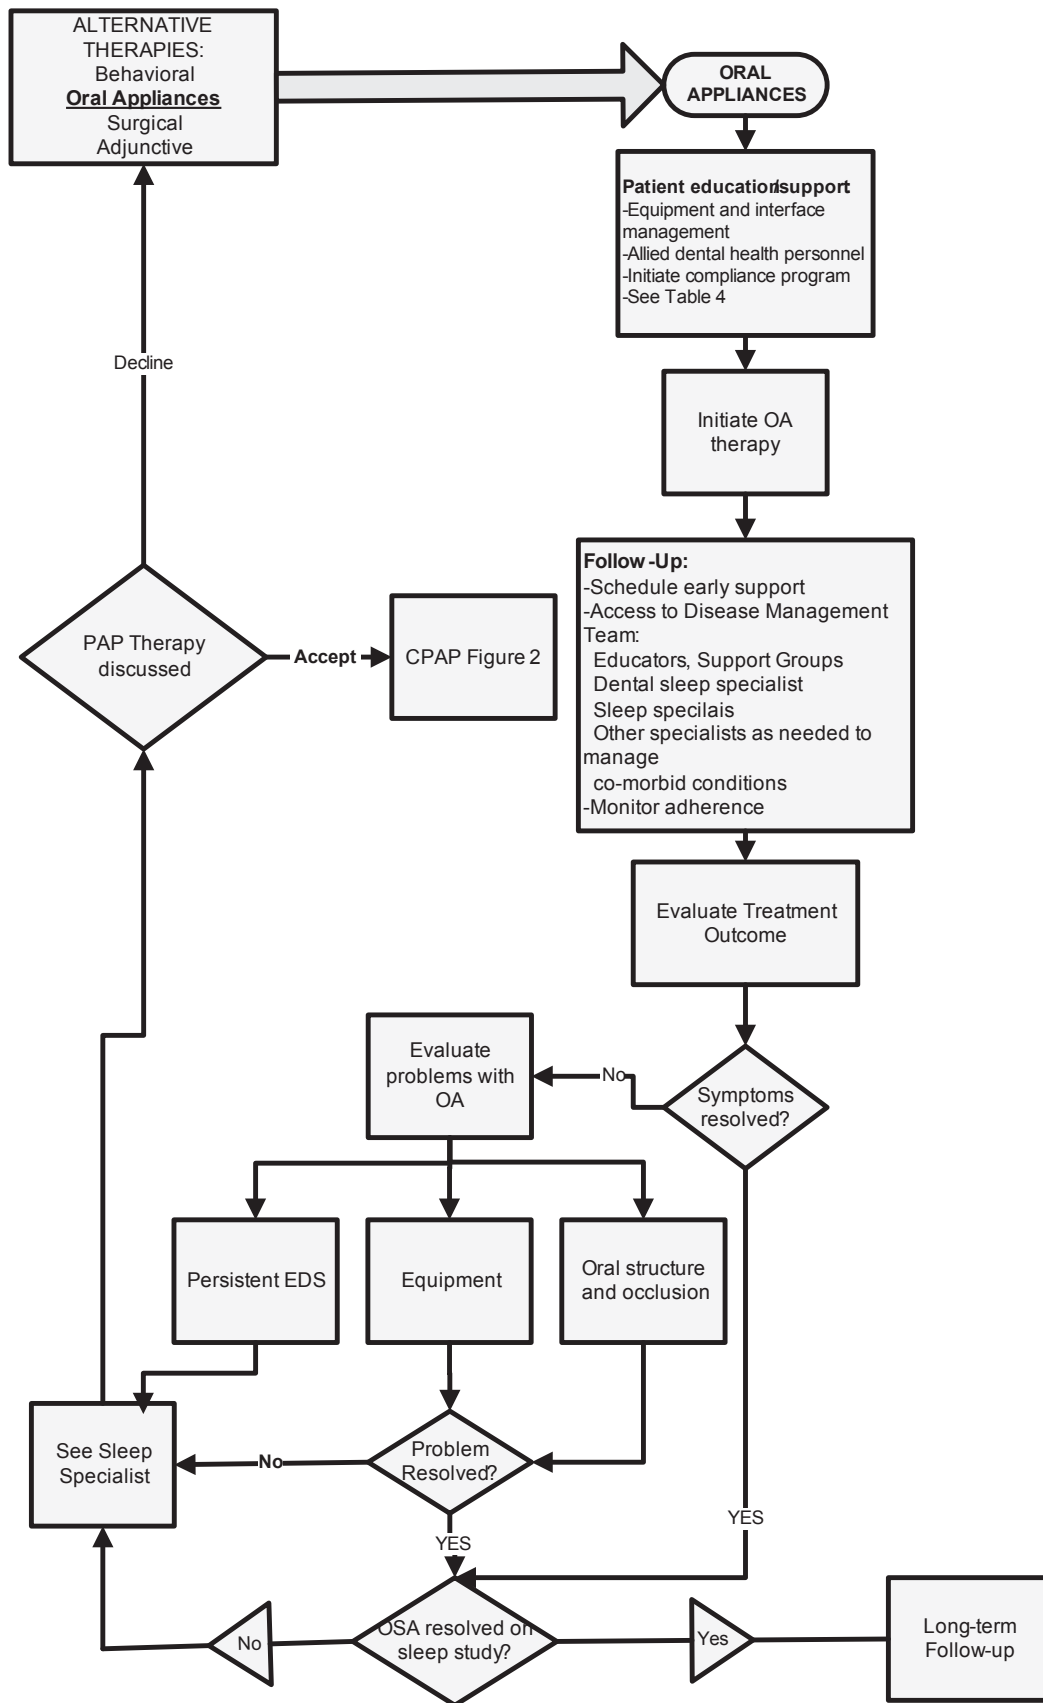 ALTERNATIVE
THERAPIES:
Behavioral
Oral Appliances
Surgical
Adjunctive
ORAL
APPLIANCES
Patient education/support
-Equipment and interface
management
-Allied dental health personnel
-Initiate compliance program
-See Table 4
Decline
Initiate OA
therapy
Follow-Up:
-Schedule early support
-Access to Disease Management
Team:
Educators, Support Groups
Dental sleep specialist
Sleep specilais
Other specialists as needed to
manage
co-morbid conditions
-Monitor adherence
PAP Therapy
discussed
Accept
CPAP Figure 2
Evaluate Treatment
Outcome
Evaluate
problems with
OA
No
Symptoms
resolved?
Persistent EDS
Equipment
Oral structure
and occlusion
See Sleep
Specialist
No
Problem
Resolved?
YES
YES
No
OSA resolved on
sleep study?
Yes
Long-term
Follow-up